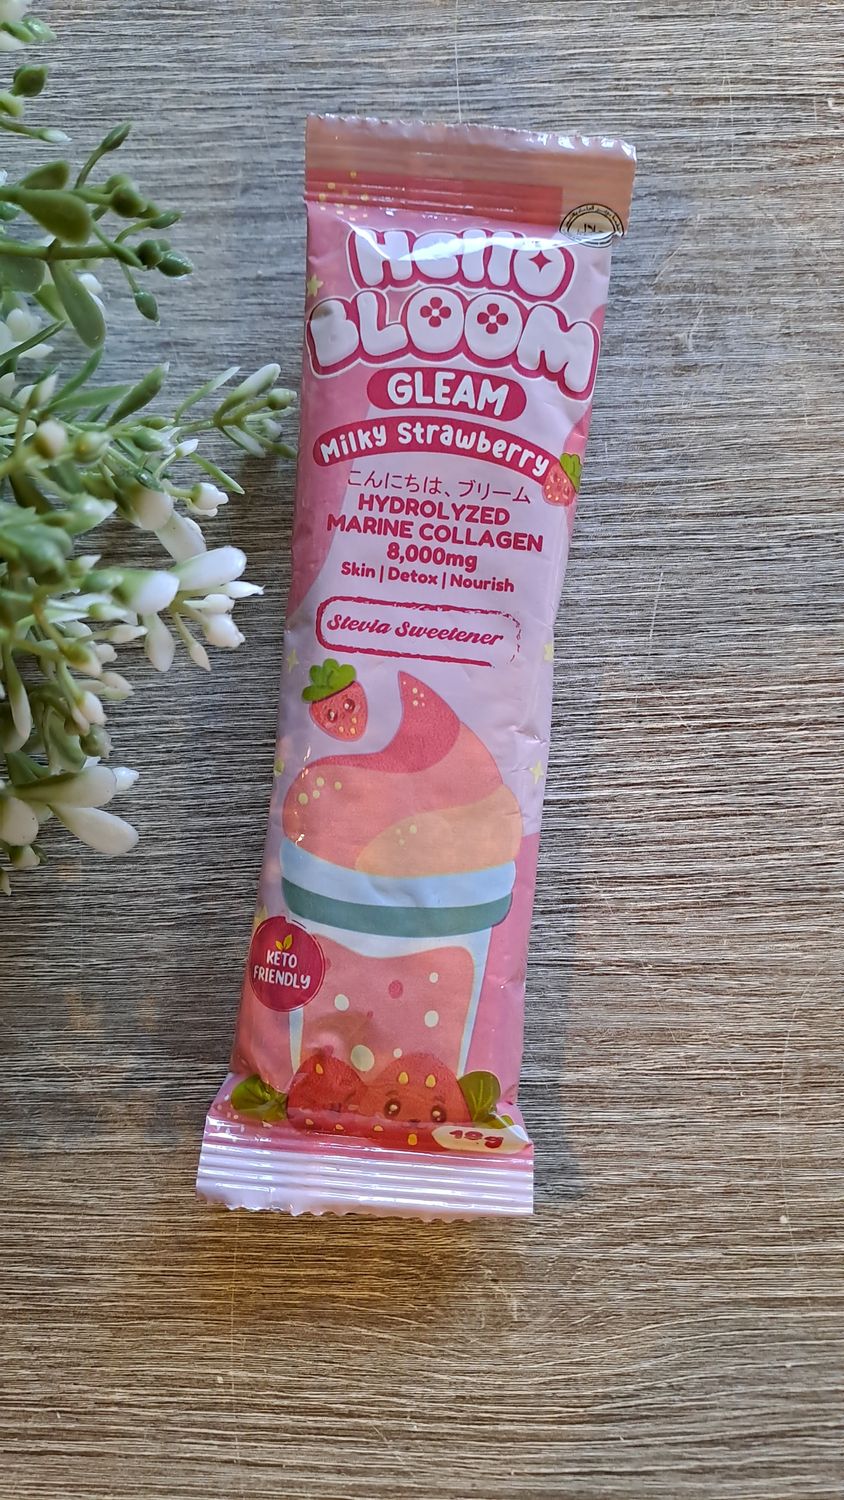 Hello
BLOOM
GLEAM
Milky Strawberry
こんにちは、ブリーム
HYDROLYZED
MARINE COLLAGEN
8,000mg
Skin | Detox | Nourish
Stevia Sweetener
KETO
FRIENDLY
18g